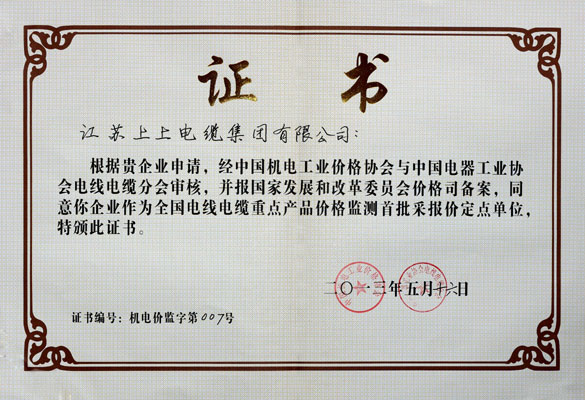 证 书
江苏上上电缆集团有限公司：
根据贵企业申请，经中国机电工业价格协会与中国电器工业协
会电线电缆分会审核，并报国家发展和改革委员会价格司备案，同
意你企业作为全国电线电缆重点产品价格监测首批采报价定点单位，
特颁此证书。
二〇一三年五月十六日
证书编号：机电价监字第007号